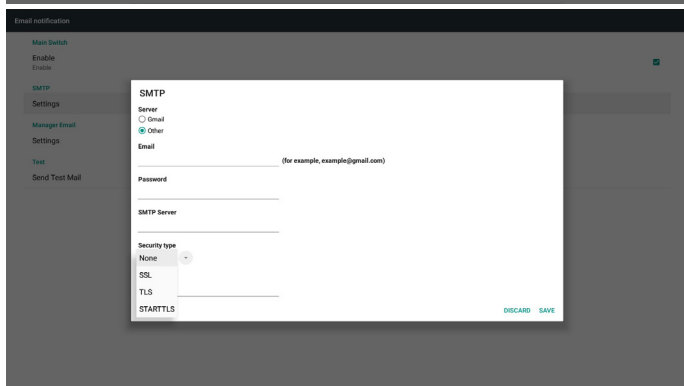 Email notification
Main Switch
Enable
Enable
SMTP
Settings
Manager Email
Settings
Test
Send Test Mail
SMTP
Server
Gmail
Other
Email
(for example, example@gmail.com)
Password
SMTP Server
Security type
None
SSL
TLS
STARTTLS
DISCARD SAVE